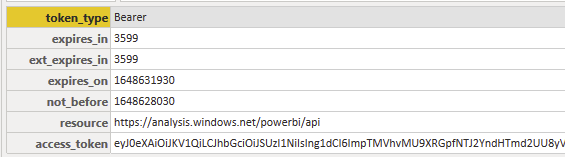 token_type Bearer
expires_in 3599
ext_expires_in 3599
expires_on 1648631930
not_before 1648628030
resource https://analysis.windows.net/powerbi/api
access_token eyJ0eXAiOiJKV1QiLCJhbGciOiJSUzI1NiIsIng1dCI6ImpTMVhvMU9XRGpfNTJ2YndHTmd2UU8yV